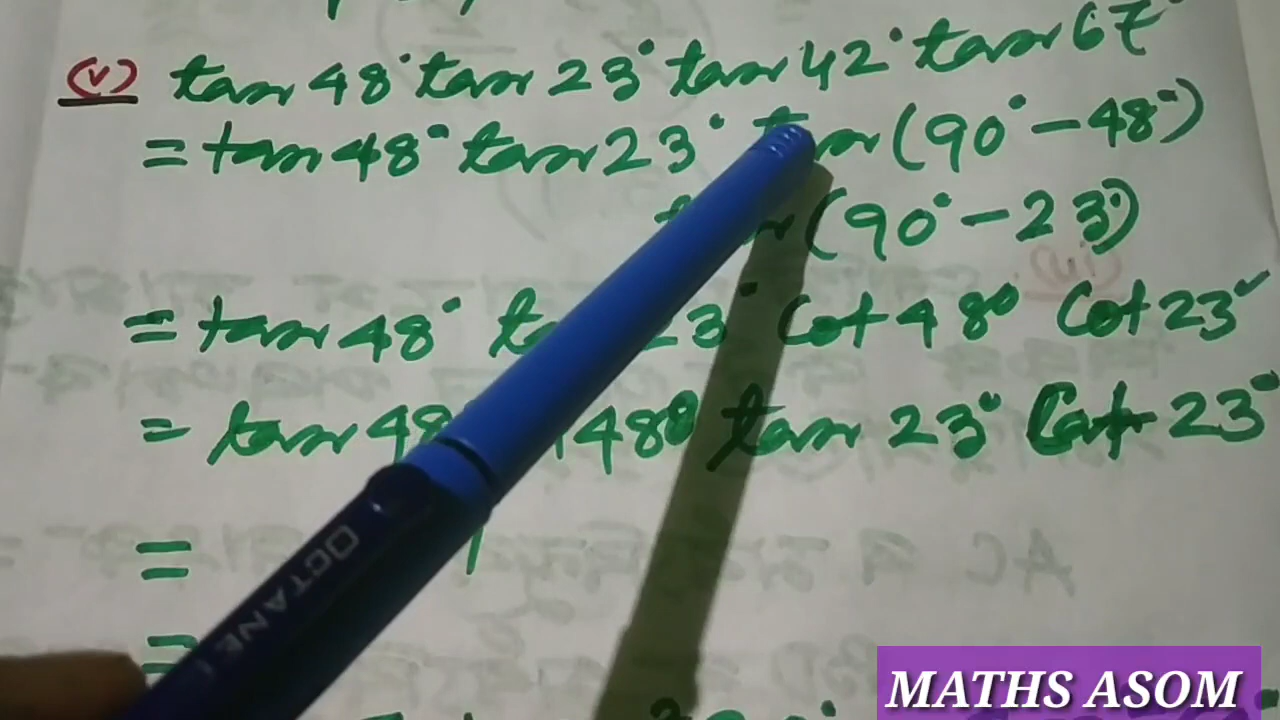 (v) tan 48° tan 23° tan 42° tan 67°
= tan 48° tan 23° tan (90° - 48°)
(90° - 23°)
= tan 48° 23° Cot 48° Cot 23°
= tan 48 48° tan 23° Cot 23°
=
=
OCTANE
AC
MATHS ASOM